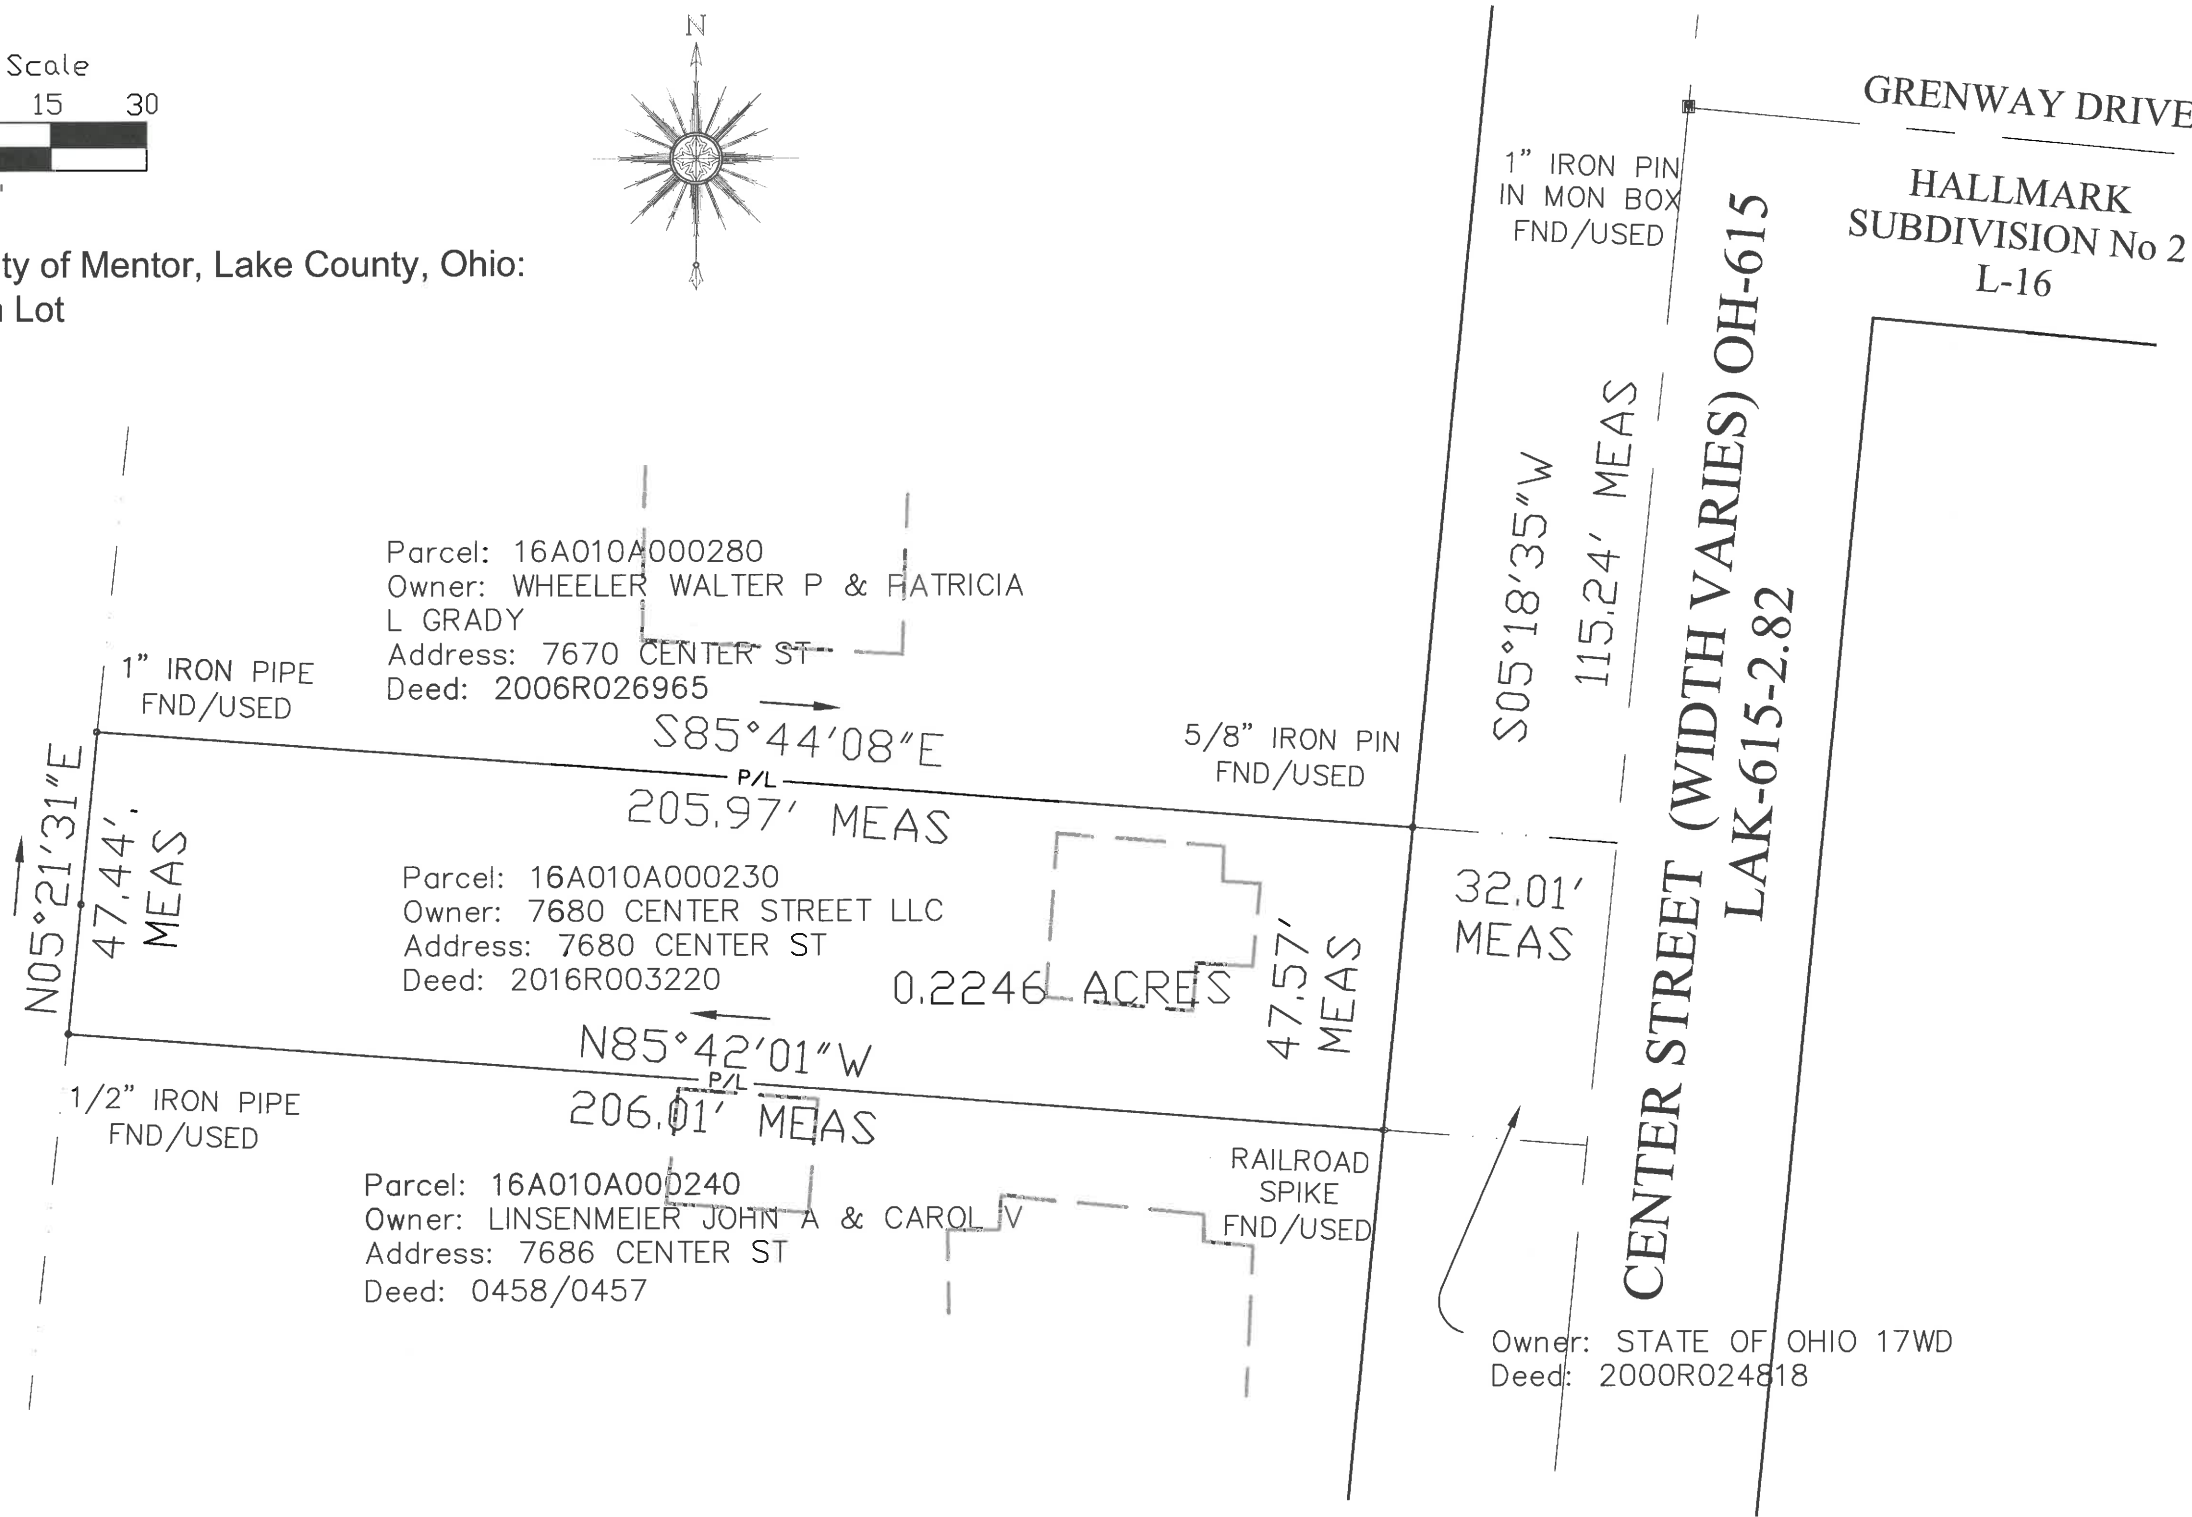 N
Scale
15 30
ty of Mentor, Lake County, Ohio:
Lot
GRENWAY DRIVE
HALLMARK
SUBDIVISION No 2
L-16
1” IRON PIN
IN MON BOX
FND/USED
S05°18'35"W
115.24' MEAS
CENTER STREET (WIDTH VARIES) OH-615
LAK-615-2.82
Parcel: 16A010A000280
Owner: WHEELER WALTER P & PATRICIA
L GRADY
Address: 7670 CENTER ST
Deed: 2006R026965
1” IRON PIPE
FND/USED
S85°44'08"E
P/L
205.97' MEAS
5/8” IRON PIN
FND/USED
N05°21'31"E
47.44'
MEAS
Parcel: 16A010A000230
Owner: 7680 CENTER STREET LLC
Address: 7680 CENTER ST
Deed: 2016R003220
0.2246 ACRES
47.57'
MEAS
32.01'
MEAS
N85°42'01"W
P/L
206.01' MEAS
1/2” IRON PIPE
FND/USED
RAILROAD
SPIKE
FND/USED
Parcel: 16A010A000240
Owner: LINSENMEIER JOHN A & CAROL V
Address: 7686 CENTER ST
Deed: 0458/0457
Owner: STATE OF OHIO 17WD
Deed: 2000R024818